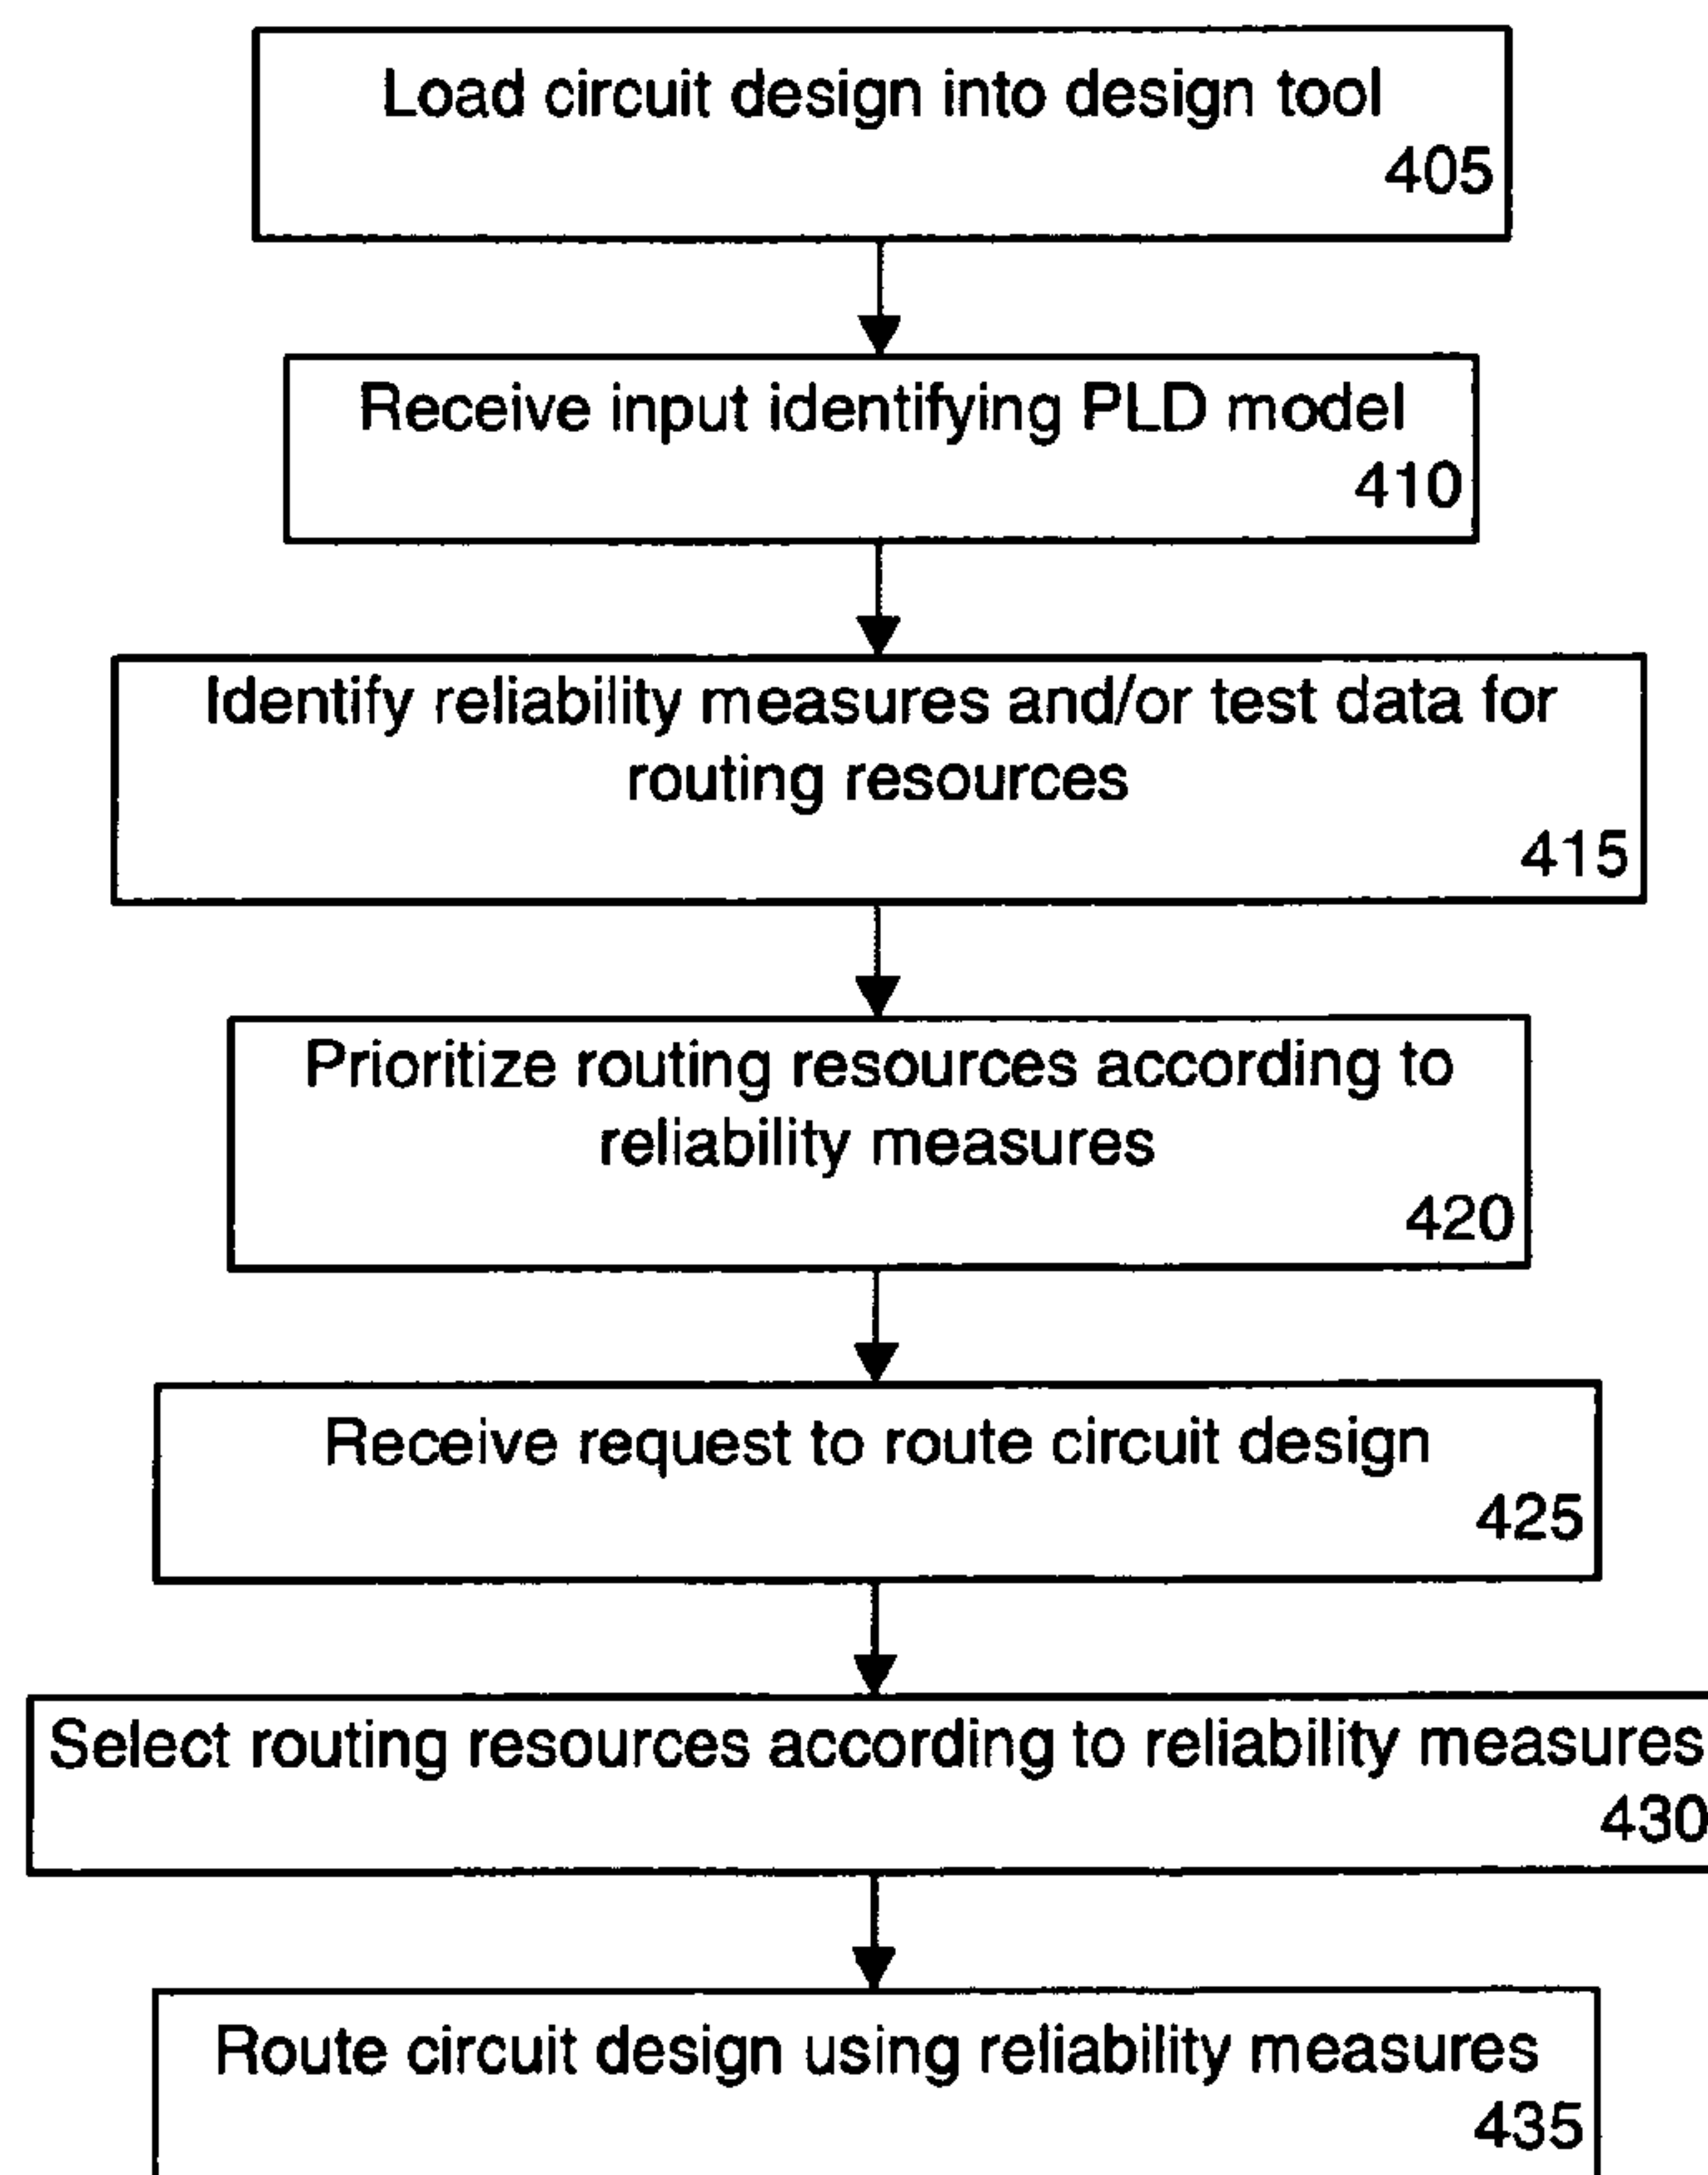 Load circuit design into design tool
405
Receive input identifying PLD model
410
Identify reliability measures and/or test data for
routing resources
415
Prioritize routing resources according to
reliability measures
420
Receive request to route circuit design
425
Select routing resources according to reliability measures
430
Route circuit design using reliability measures
435